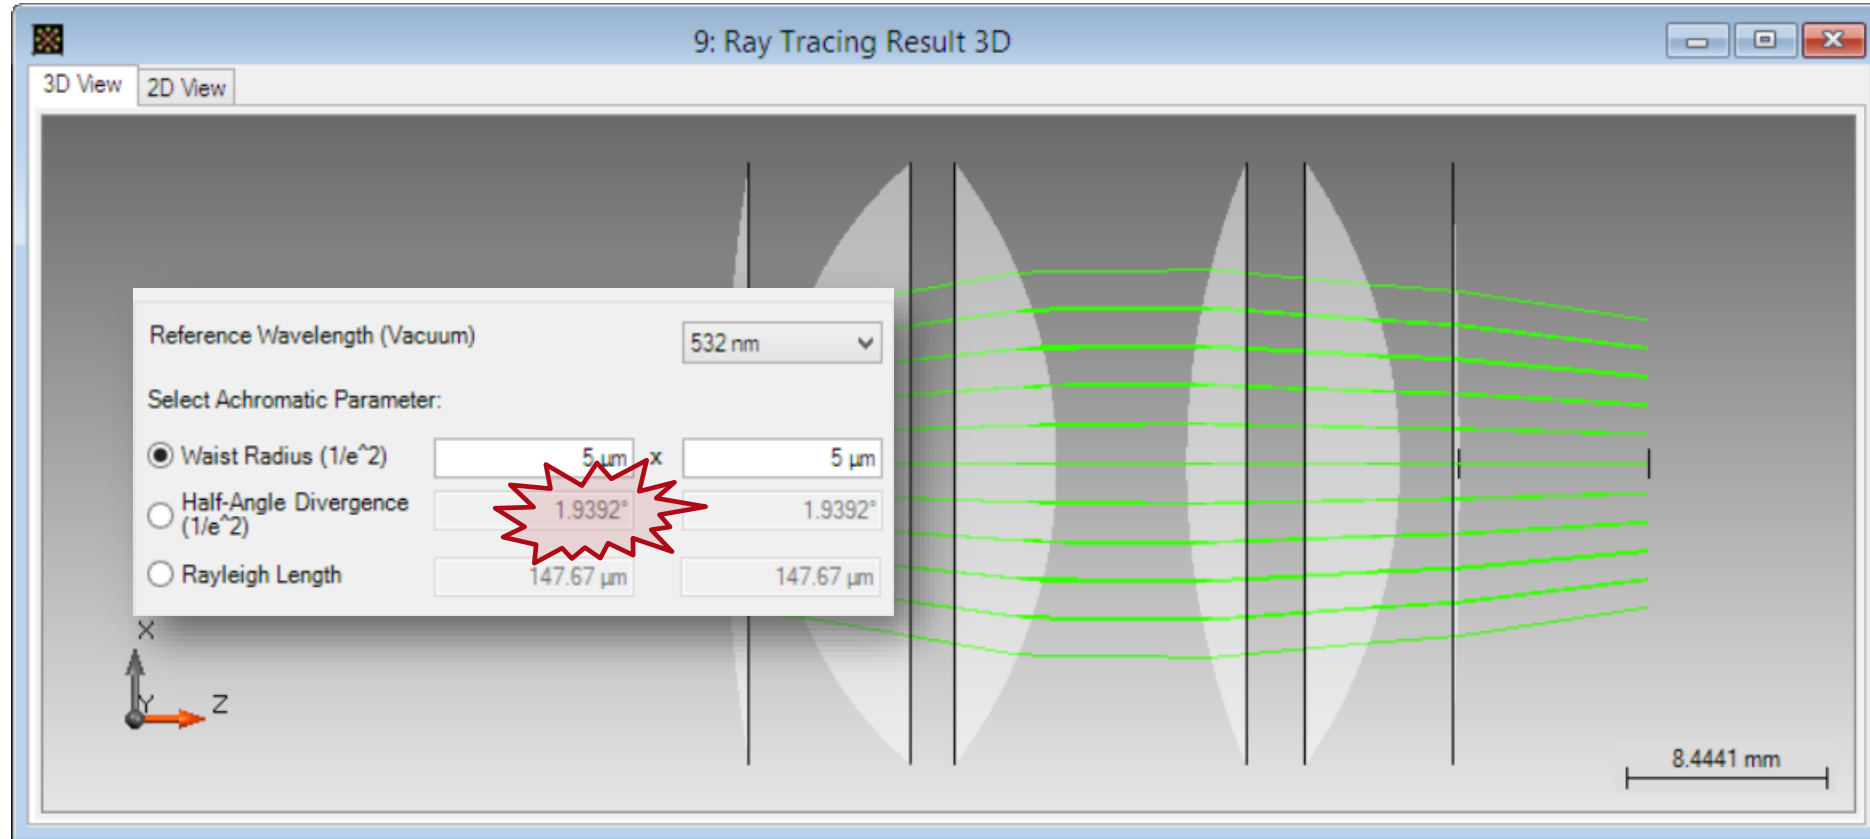 9: Ray Tracing Result 3D
3D View 2D View
Reference Wavelength (Vacuum) 532 nm
Select Achromatic Parameter:
Waist Radius (1/e^2) 5 µm x 5 µm
Half-Angle Divergence
(1/e^2) 1.9392° 1.9392°
Rayleigh Length 147.67 µm 147.67 µm
X
Y
Z
8.4441 mm